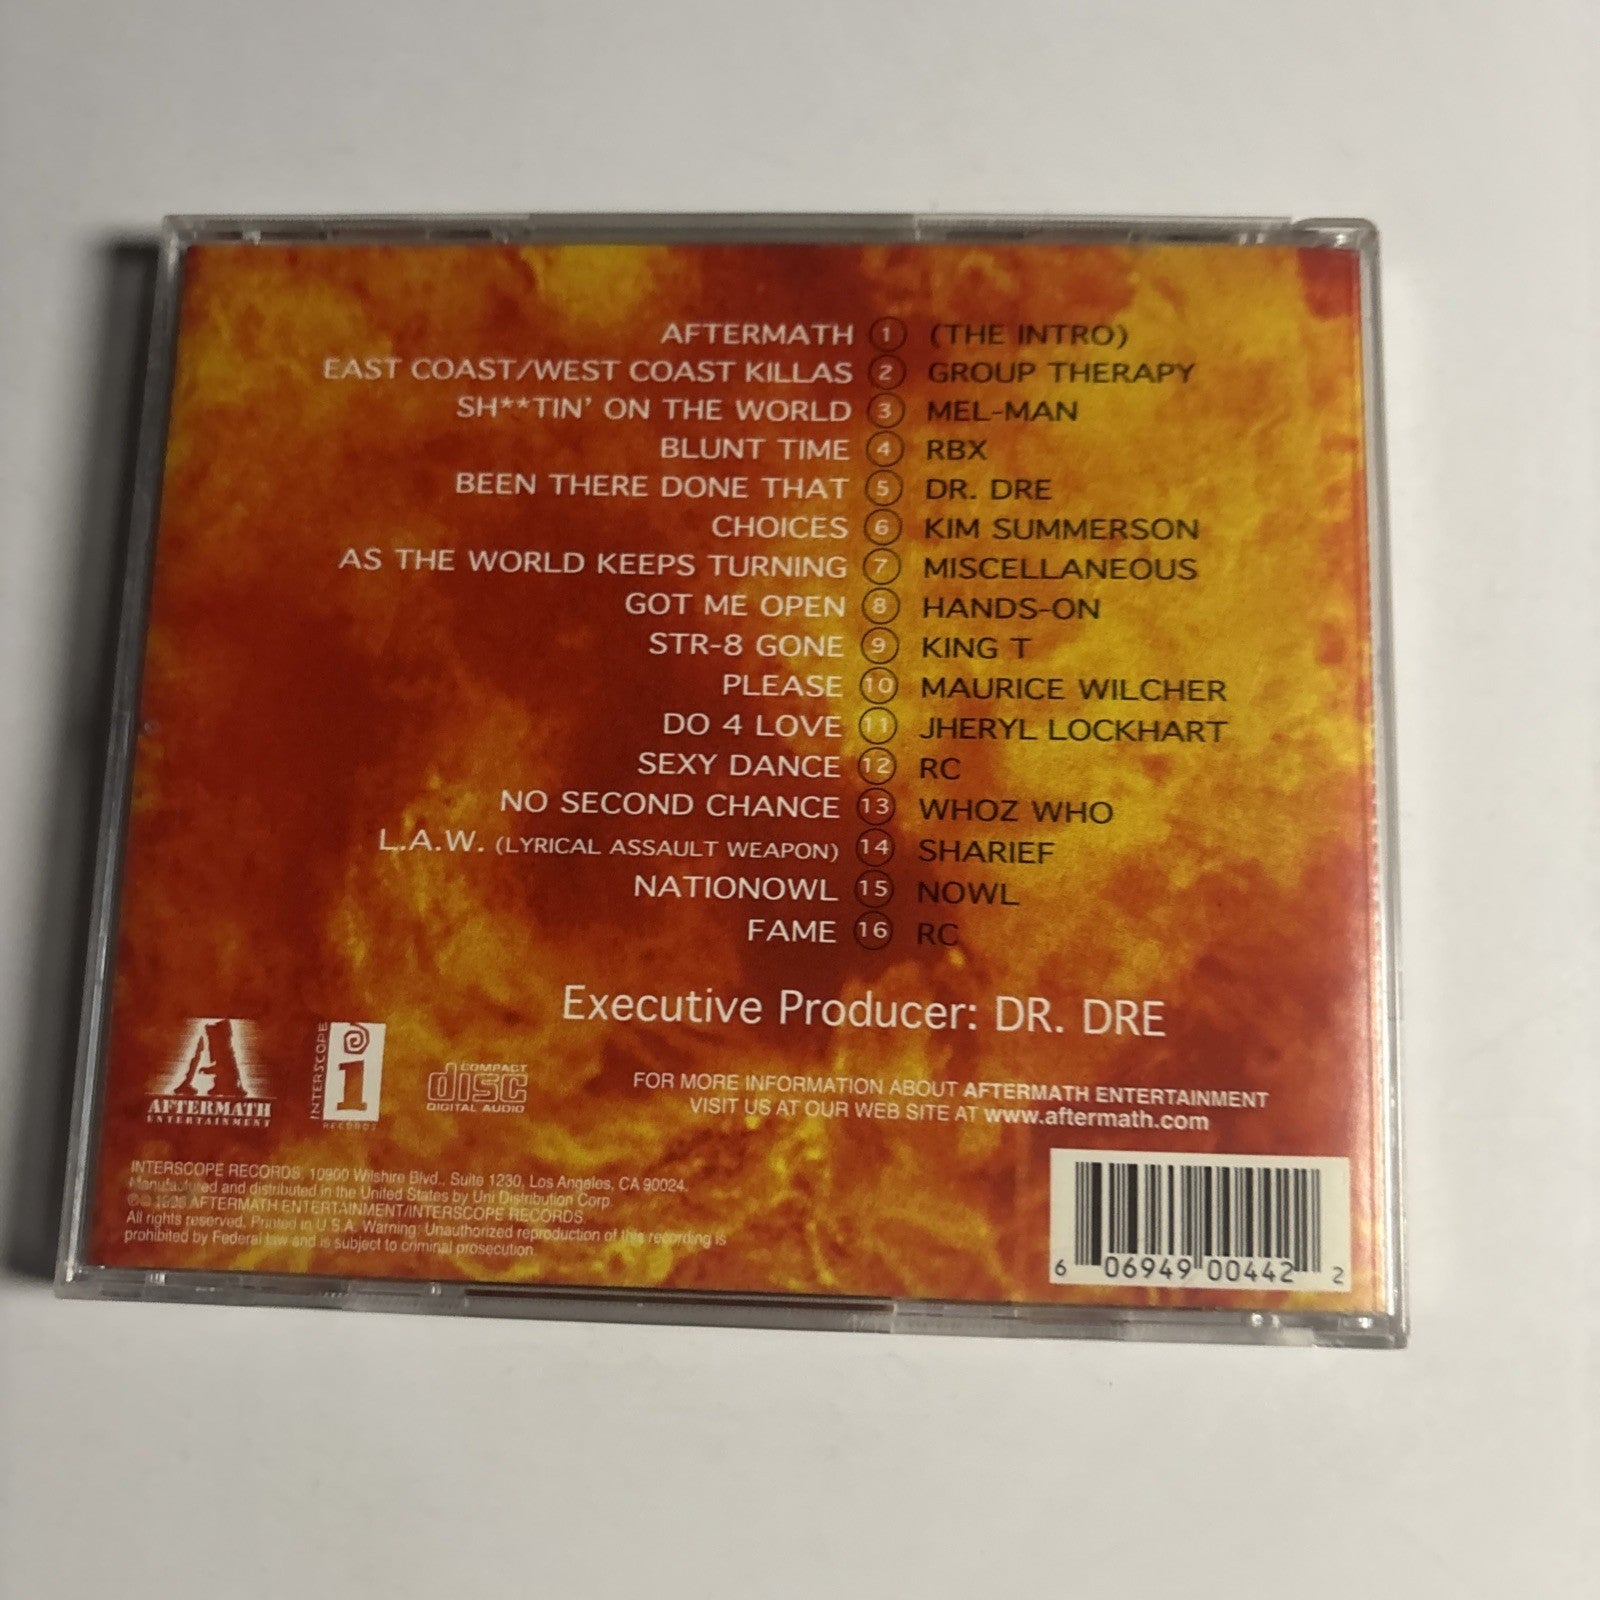 AFTERMATH 1 (THE INTRO)
EAST COAST/WEST COAST KILLAS 2 GROUP THERAPY
SH**TIN' ON THE WORLD 3 MEL-MAN
BLUNT TIME 4 RBX
BEEN THERE DONE THAT 5 DR. DRE
CHOICES 6 KIM SUMMERSON
AS THE WORLD KEEPS TURNING 7 MISCELLANEOUS
GOT ME OPEN 8 HANDS-ON
STR-8 GONE 9 KING T
PLEASE 10 MAURICE WILCHER
DO 4 LOVE 11 JHERYL LOCKHART
SEXY DANCE 12 RC
NO SECOND CHANCE 13 WHOZ WHO
L.A.W. (LYRICAL ASSAULT WEAPON) 14 SHARIEF
NATIONOWL 15 NOWL
FAME 16 RC
Executive Producer: DR. DRE
A
AFTERMATH
ENTERTAINMENT
INTERSCOPE
i
RECORDS
COMPACT
disc
DIGITAL AUDIO
FOR MORE INFORMATION ABOUT AFTERMATH ENTERTAINMENT
VISIT US AT OUR WEB SITE AT www.aftermath.com
INTERSCOPE RECORDS, 10900 Wilshire Blvd., Suite 1230, Los Angeles, CA 90024.
Manufactured and distributed in the United States by Uni Distribution Corp.
℗© 1996 AFTERMATH ENTERTAINMENT/INTERSCOPE RECORDS.
All rights reserved. Printed in U.S.A. Warning: Unauthorized reproduction of this recording is
prohibited by Federal law and is subject to criminal prosecution.
6 06949 00442 2